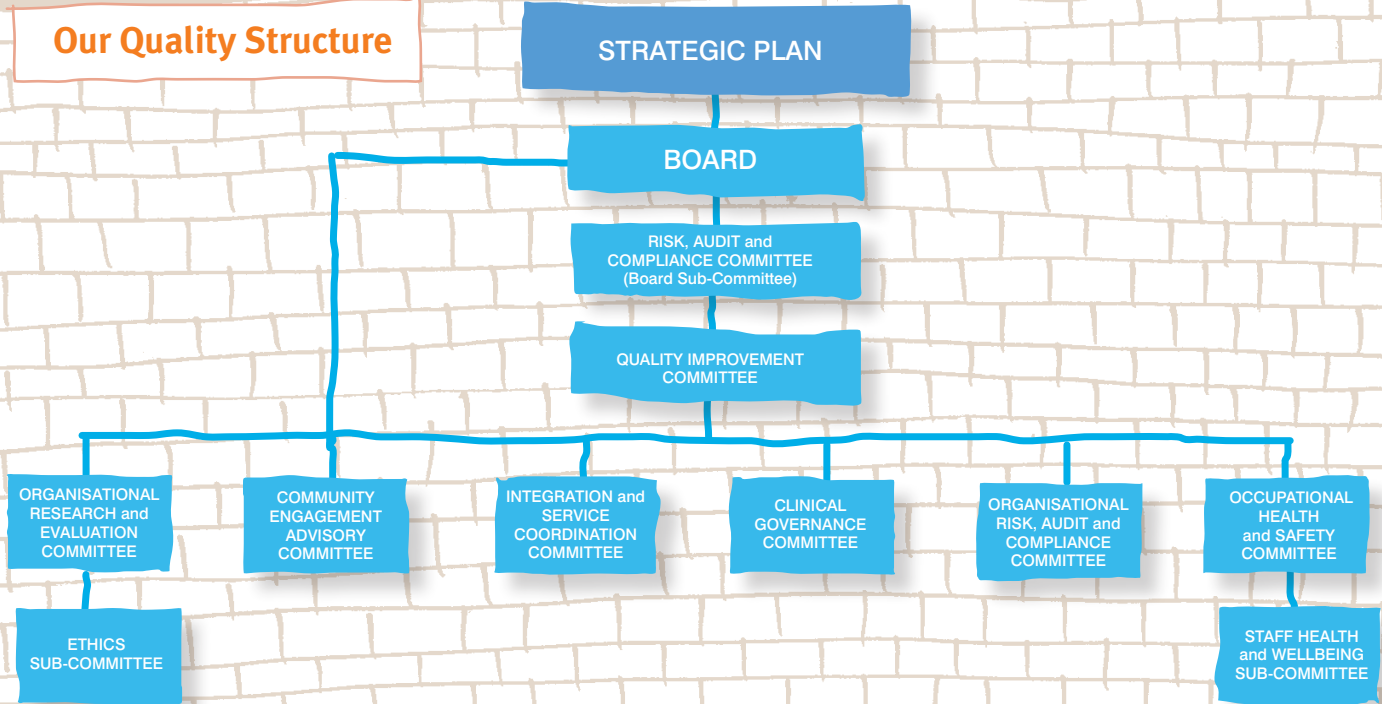 Our Quality Structure
STRATEGIC PLAN
BOARD
RISK, AUDIT and
COMPLIANCE COMMITTEE
(Board Sub-Committee)
QUALITY IMPROVEMENT
COMMITTEE
ORGANISATIONAL
RESEARCH and
EVALUATION
COMMITTEE
COMMUNITY
ENGAGEMENT
ADVISORY
COMMITTEE
INTEGRATION and
SERVICE
COORDINATION
COMMITTEE
CLINICAL
GOVERNANCE
COMMITTEE
ORGANISATIONAL
RISK, AUDIT and
COMPLIANCE
COMMITTEE
OCCUPATIONAL
HEALTH
and SAFETY
COMMITTEE
ETHICS
SUB-COMMITTEE
STAFF HEALTH
and WELLBEING
SUB-COMMITTEE